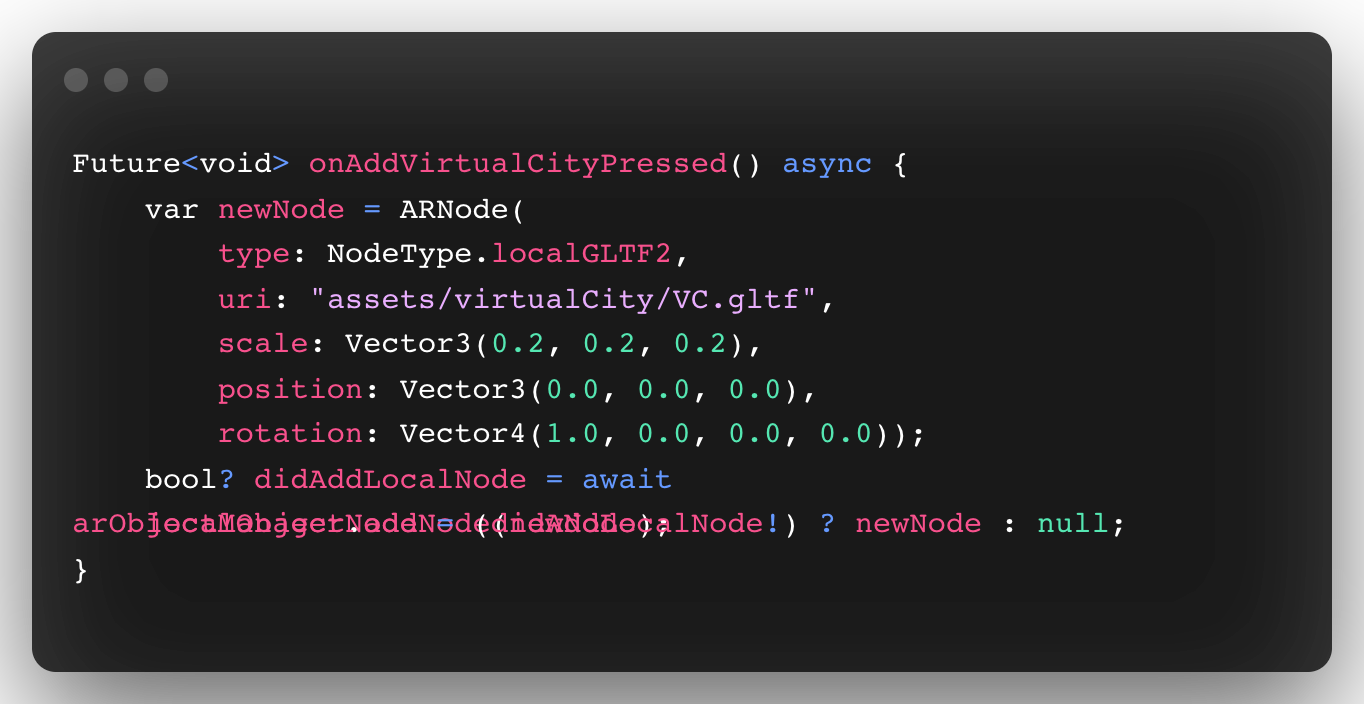 Future<void> onAddVirtualCityPressed() async {
    var newNode = ARNode(
        type: NodeType.localGLTF2,
        uri: "assets/virtualCity/VC.gltf",
        scale: Vector3(0.2, 0.2, 0.2),
        position: Vector3(0.0, 0.0, 0.0),
        rotation: Vector4(1.0, 0.0, 0.0, 0.0));
    bool? didAddLocalNode = await
arObjectManager.addNode(newNode);
    localObjectNode = (didAddLocalNode!) ? newNode : null;
}